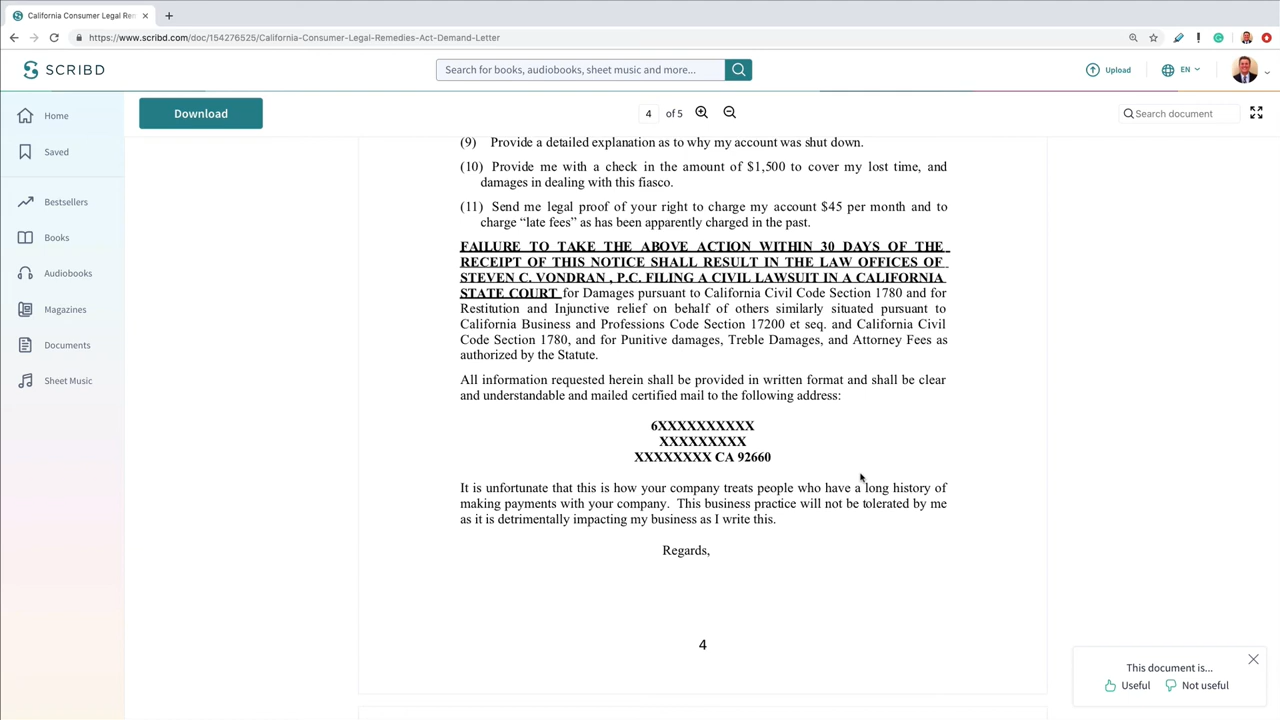 California Consumer Legal Rem
https://www.scribd.com/doc/154276525/California-Consumer-Legal-Remedies-Act-Demand-Letter
SCRIBD
Search for books, audiobooks, sheet music and more...
Upload
EN
Home
Saved
Bestsellers
Books
Audiobooks
Magazines
Documents
Sheet Music
Download
4 of 5
Search document
(9) Provide a detailed explanation as to why my account was shut down.
(10) Provide me with a check in the amount of $1,500 to cover my lost time, and
damages in dealing with this fiasco.
(11) Send me legal proof of your right to charge my account $45 per month and to
charge “late fees” as has been apparently charged in the past.
FAILURE TO TAKE THE ABOVE ACTION WITHIN 30 DAYS OF THE
RECEIPT OF THIS NOTICE SHALL RESULT IN THE LAW OFFICES OF
STEVEN C. VONDRAN , P.C. FILING A CIVIL LAWSUIT IN A CALIFORNIA
STATE COURT for Damages pursuant to California Civil Code Section 1780 and for
Restitution and Injunctive relief on behalf of others similarly situated pursuant to
California Business and Professions Code Section 17200 et seq. and California Civil
Code Section 1780, and for Punitive damages, Treble Damages, and Attorney Fees as
authorized by the Statute.
All information requested herein shall be provided in written format and shall be clear
and understandable and mailed certified mail to the following address:
6XXXXXXXXXX
XXXXXXXXX
XXXXXXXX CA 92660
It is unfortunate that this is how your company treats people who have a long history of
making payments with your company. This business practice will not be tolerated by me
as it is detrimentally impacting my business as I write this.
Regards,
4
This document is...
Useful
Not useful